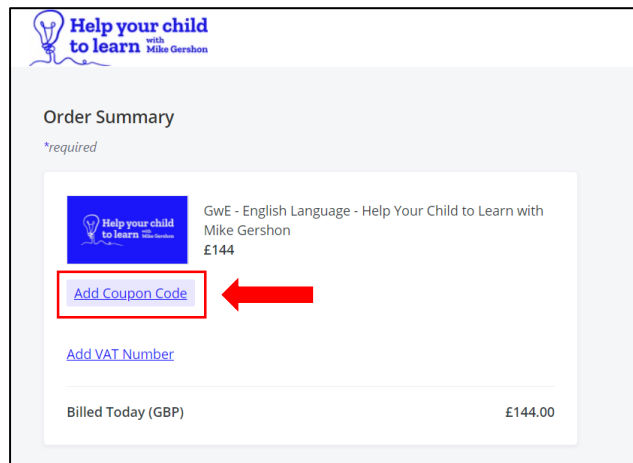 Help your child
to learn with Mike Gershon
Order Summary
*required
Help your child
to learn with Mike Gershon
GwE - English Language - Help Your Child to Learn with
Mike Gershon
£144
Add Coupon Code
Add VAT Number
Billed Today (GBP) £144.00